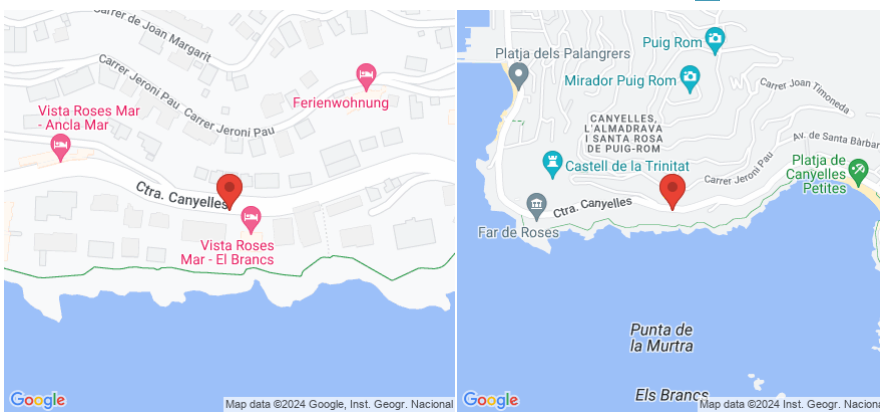 Carrer de Joan Margarit
Carrer Jeroni Pau
Carrer Jeroni Pau
Ferienwohnung
Vista Roses Mar
- Ancla Mar
Ctra. Canyelles
Vista Roses
Mar - El Brancs
Google
Map data ©2024 Google, Inst. Geogr. Nacional
Puig Rom
Platja dels Palangrers
Mirador Puig Rom
Carrer Joan Timoneda
CANYELLES,
L'ALMADRAVA
I SANTA ROSA
DE PUIG-ROM
Av. de Santa Bàrbar
Castell de la Trinitat
Carrer Jeroni Pau
Platja de
Canyelles
Petites
Ctra. Canyelles
Far de Roses
Punta de
la Murtra
Els Brancs
Google
Map data ©2024 Google, Inst. Geogr. Naciona